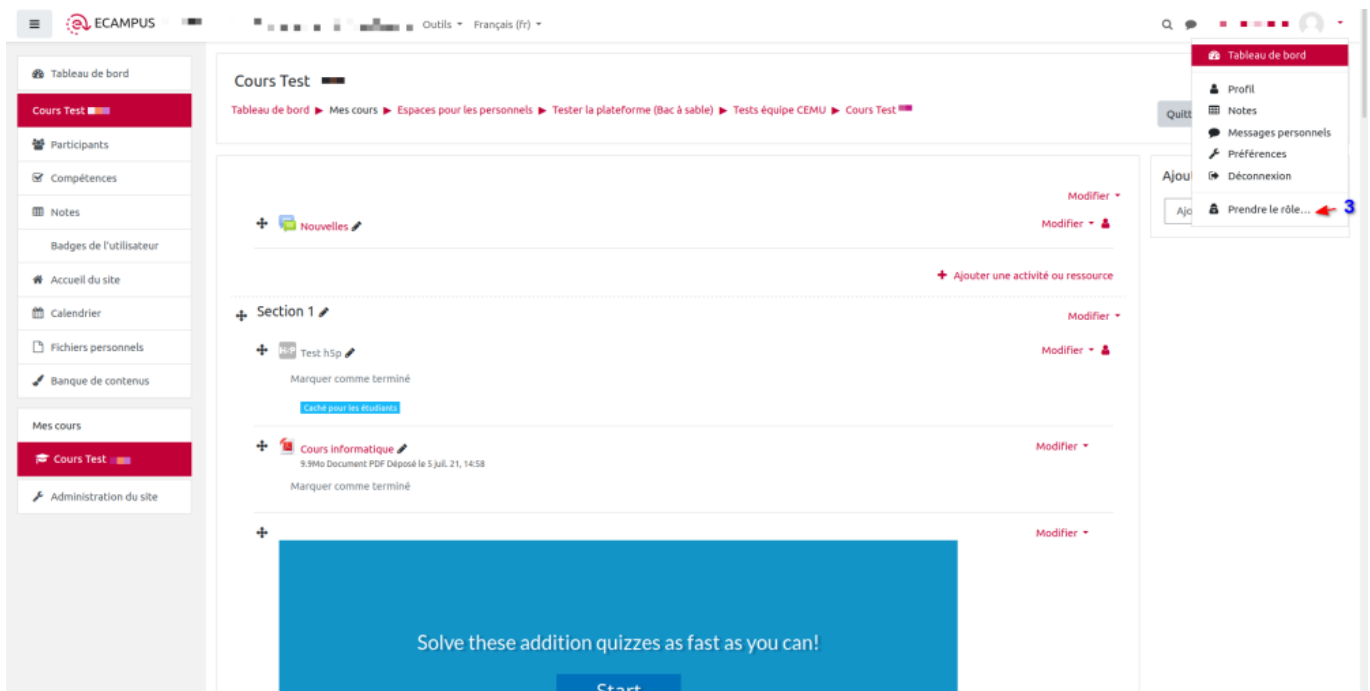 ECAMPUS
Outils
Français (fr)
Tableau de bord
Cours Test
Participants
Compétences
Notes
Badges de l'utilisateur
Accueil du site
Calendrier
Fichiers personnels
Banque de contenus
Mes cours
Cours Test
Administration du site
Cours Test
Tableau de bord ► Mes cours ► Espaces pour les personnels ► Tester la plateforme (Bac à sable) ► Tests équipe CEMU ► Cours Test
Modifier
Nouvelles
Modifier
+ Ajouter une activité ou ressource
Section 1
Modifier
H-P Test h5p
Modifier
Marquer comme terminé
Caché pour les étudiants
Cours informatique
Modifier
9.9Mo Document PDF Déposé le 5 juil. 21, 14:58
Marquer comme terminé
Modifier
Solve these addition quizzes as fast as you can!
Start
Quitt
Ajou
Ajo
Tableau de bord
Profil
Notes
Messages personnels
Préférences
Déconnexion
Prendre le rôle... 3